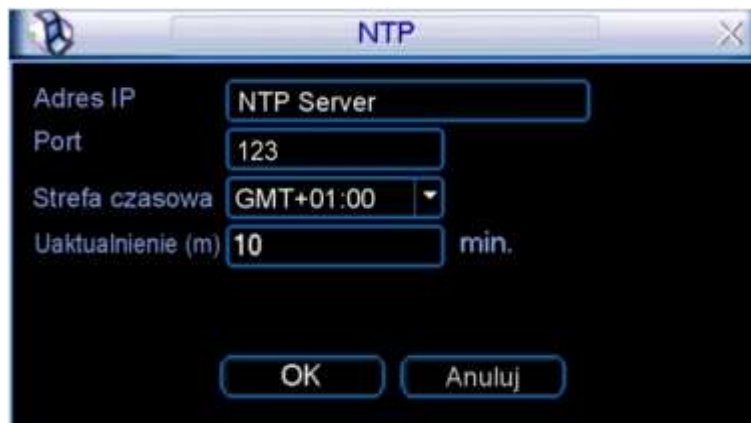 NTP
Adres IP NTP Server
Port 123
Strefa czasowa GMT+01:00
Uaktualnienie (m) 10 min.
OK Anuluj